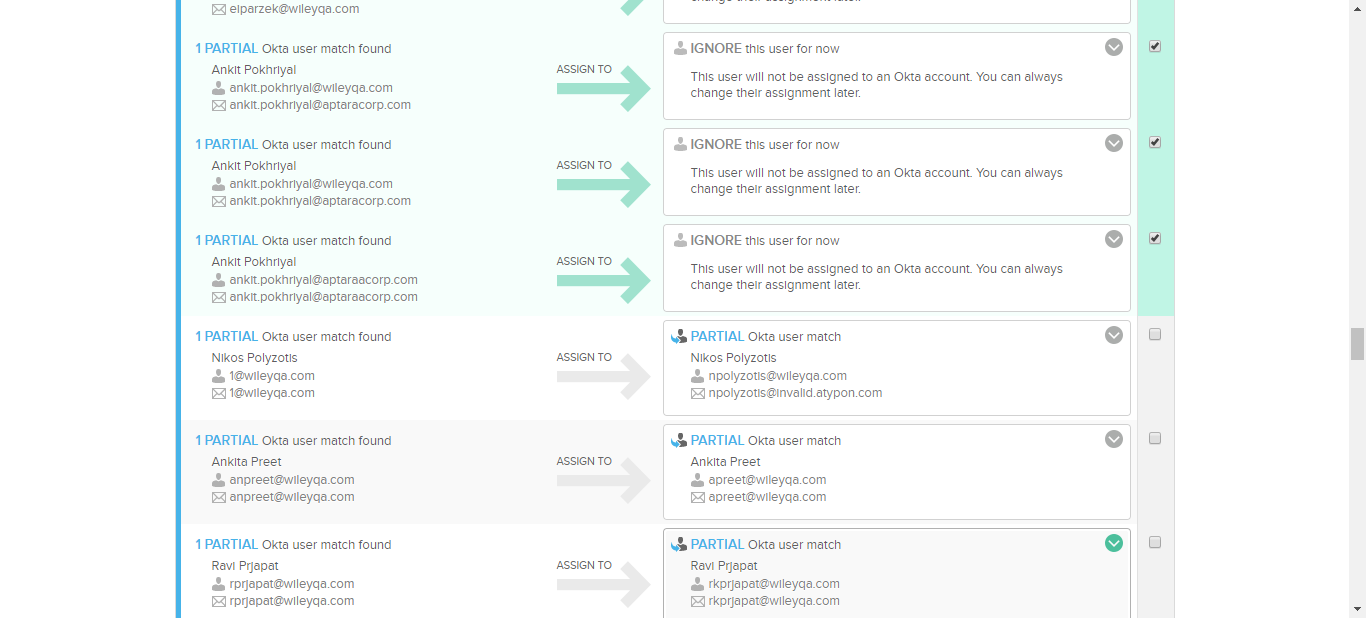 eiparzek@wileyqa.com
change their assignment later.
1 PARTIAL Okta user match found
Ankit Pokhriyal
ankit.pokhriyal@wileyqa.com
ankit.pokhriyal@aptaracorp.com
ASSIGN TO
IGNORE this user for now
This user will not be assigned to an Okta account. You can always
change their assignment later.
1 PARTIAL Okta user match found
Ankit Pokhriyal
ankit.pokhriyal@wileyqa.com
ankit.pokhriyal@aptaracorp.com
ASSIGN TO
IGNORE this user for now
This user will not be assigned to an Okta account. You can always
change their assignment later.
1 PARTIAL Okta user match found
Ankit Pokhriyal
ankit.pokhriyal@aptaraacorp.com
ankit.pokhriyal@aptaraacorp.com
ASSIGN TO
IGNORE this user for now
This user will not be assigned to an Okta account. You can always
change their assignment later.
1 PARTIAL Okta user match found
Nikos Polyzotis
1@wileyqa.com
1@wileyqa.com
ASSIGN TO
PARTIAL Okta user match
Nikos Polyzotis
npolyzotis@wileyqa.com
npolyzotis@invalid.atypon.com
1 PARTIAL Okta user match found
Ankita Preet
anpreet@wileyqa.com
anpreet@wileyqa.com
ASSIGN TO
PARTIAL Okta user match
Ankita Preet
apreet@wileyqa.com
apreet@wileyqa.com
1 PARTIAL Okta user match found
Ravi Prjapat
rprjapat@wileyqa.com
rprjapat@wileyqa.com
ASSIGN TO
PARTIAL Okta user match
Ravi Prjapat
rkprjapat@wileyqa.com
rkprjapat@wileyqa.com